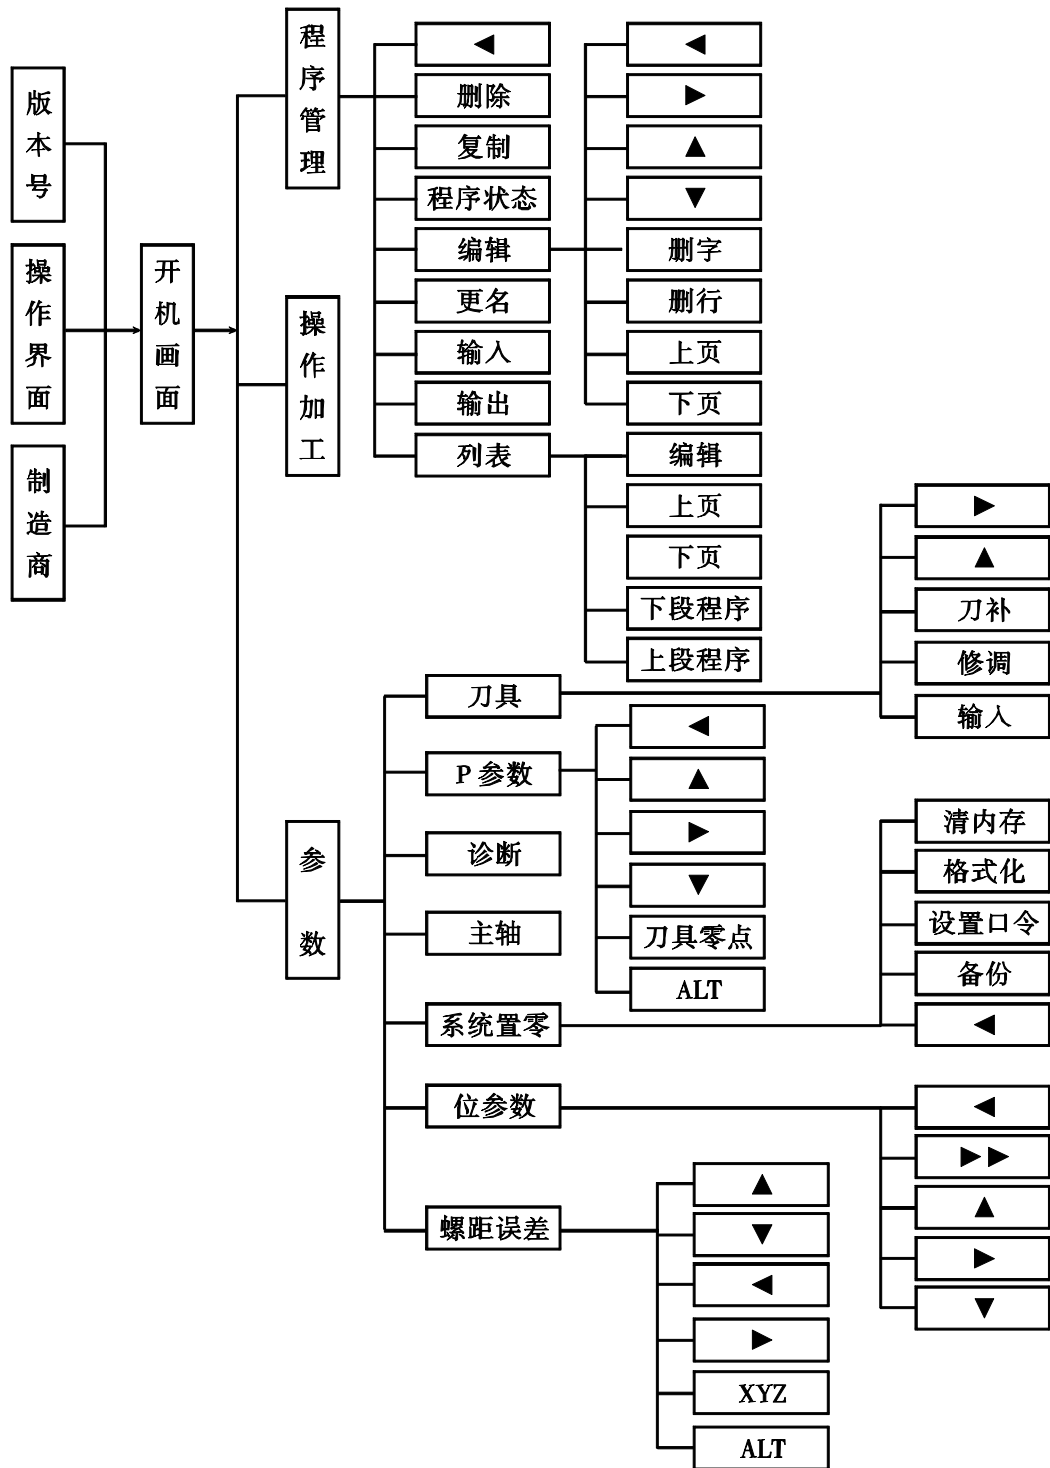 版本号
操作界面
制造商
开机画面
程序管理
◀
删除
复制
程序状态
编辑
更名
输入
输出
列表
◀
▶
▲
▼
删字
删行
上页
下页
编辑
上页
下页
下段程序
上段程序
操作加工
参数
刀具
P 参数
诊断
主轴
系统置零
位参数
螺距误差
▶
▲
刀补
修调
输入
◀
▲
▶
▼
刀具零点
ALT
清内存
格式化
设置口令
备份
◀
◀
▶▶
▲
▶
▼
▲
▼
◀
▶
XYZ
ALT